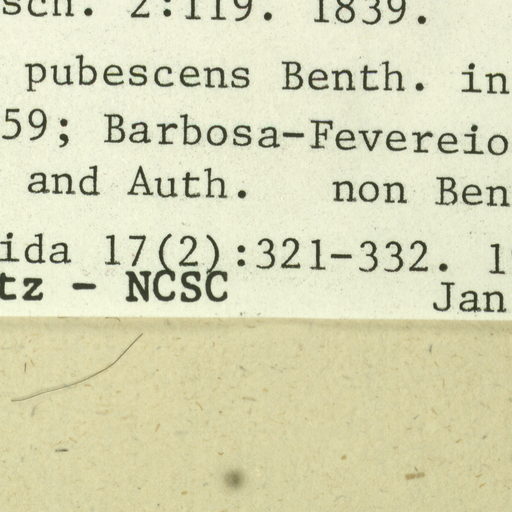 sch. 2:119. 1839.
pubescens Benth. in
59; Barbosa-Fevereiro
and Auth. non Ben
ida 17(2):321-332. 1
tz - NCSC
Jan